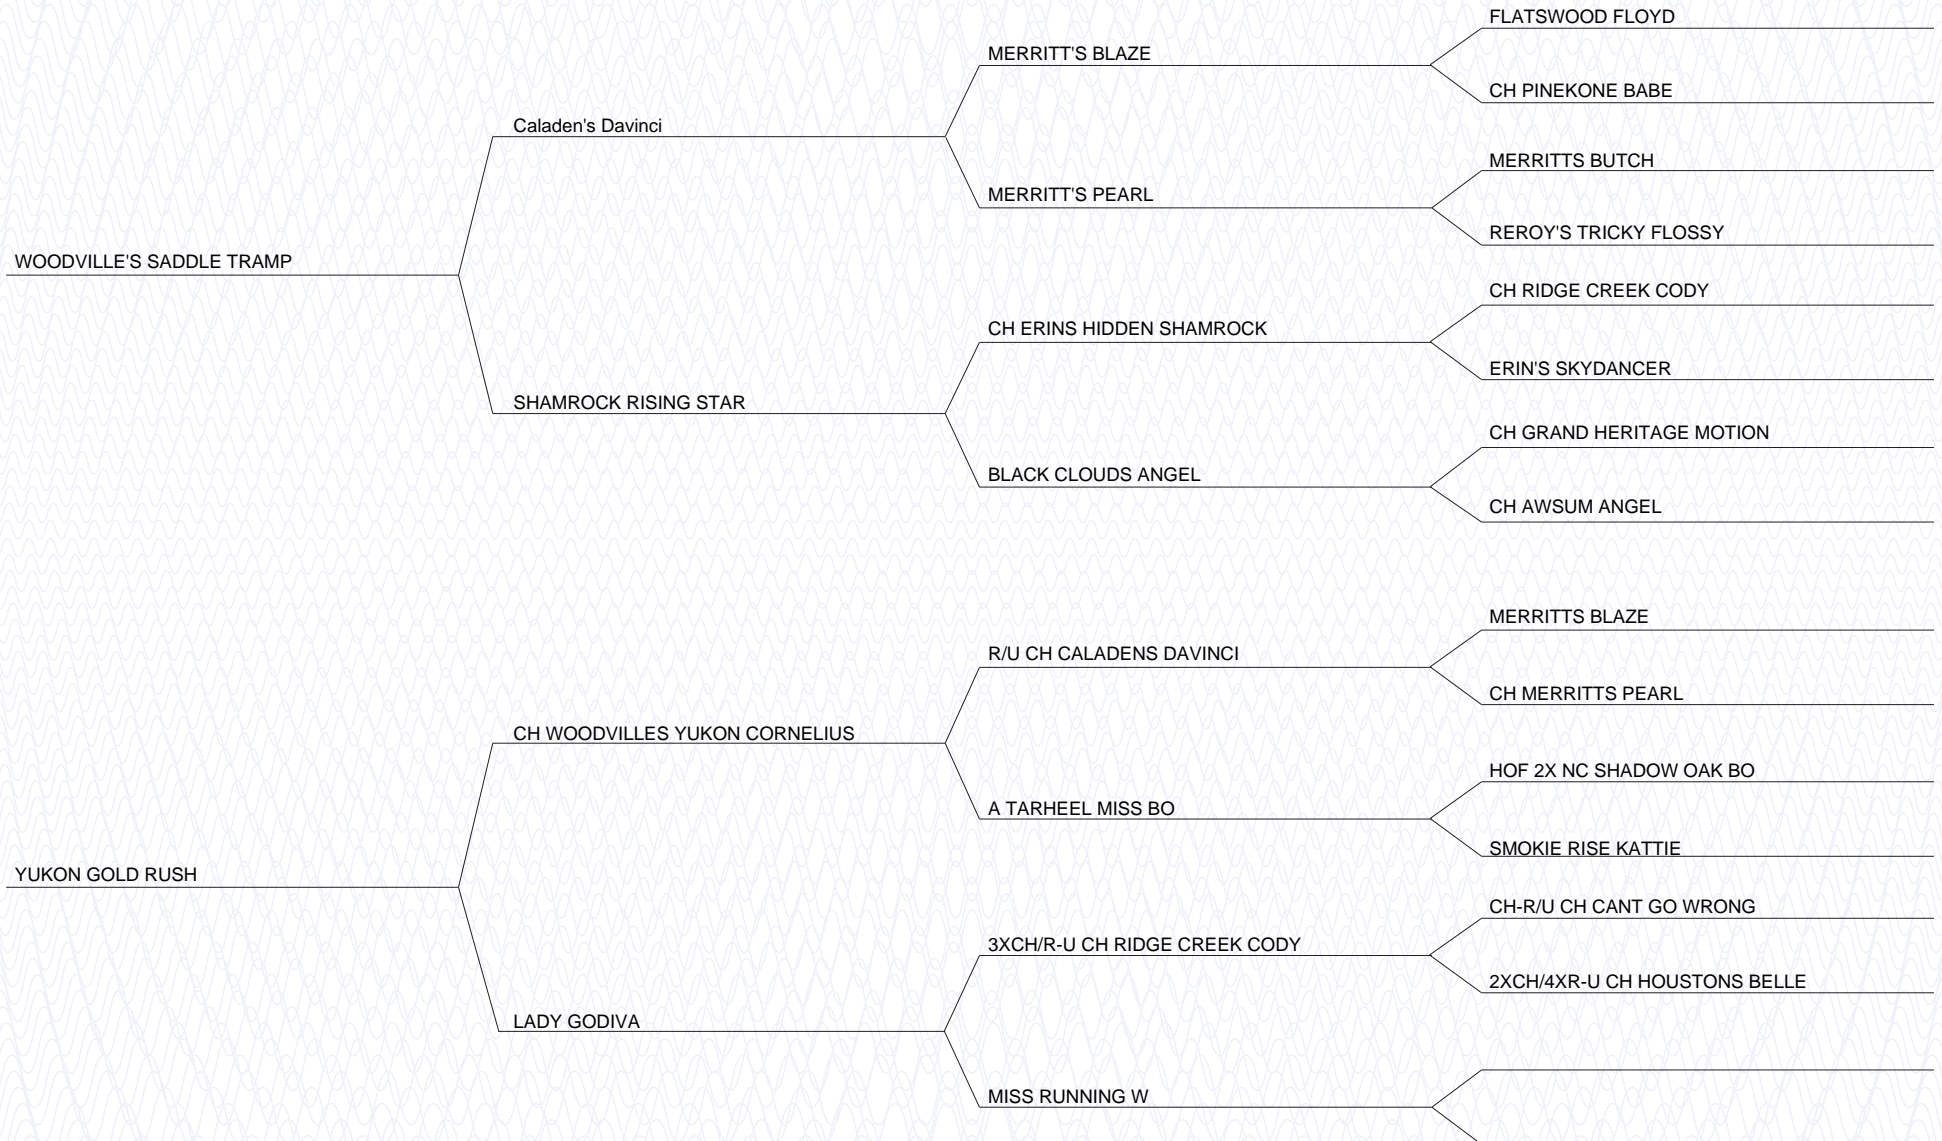 FLATSWOOD FLOYD
MERRITT'S BLAZE
CH PINEKONE BABE
Caladen's Davinci
MERRITTS BUTCH
MERRITT'S PEARL
REROY'S TRICKY FLOSSY
WOODVILLE'S SADDLE TRAMP
CH RIDGE CREEK CODY
CH ERINS HIDDEN SHAMROCK
ERIN'S SKYDANCER
SHAMROCK RISING STAR
CH GRAND HERITAGE MOTION
BLACK CLOUDS ANGEL
CH AWSUM ANGEL
MERRITTS BLAZE
R/U CH CALADENS DAVINCI
CH MERRITTS PEARL
CH WOODVILLES YUKON CORNELIUS
HOF 2X NC SHADOW OAK BO
A TARHEEL MISS BO
SMOKIE RISE KATTIE
YUKON GOLD RUSH
CH-R/U CH CANT GO WRONG
3XCH/R-U CH RIDGE CREEK CODY
2XCH/4XR-U CH HOUSTONS BELLE
LADY GODIVA
MISS RUNNING W